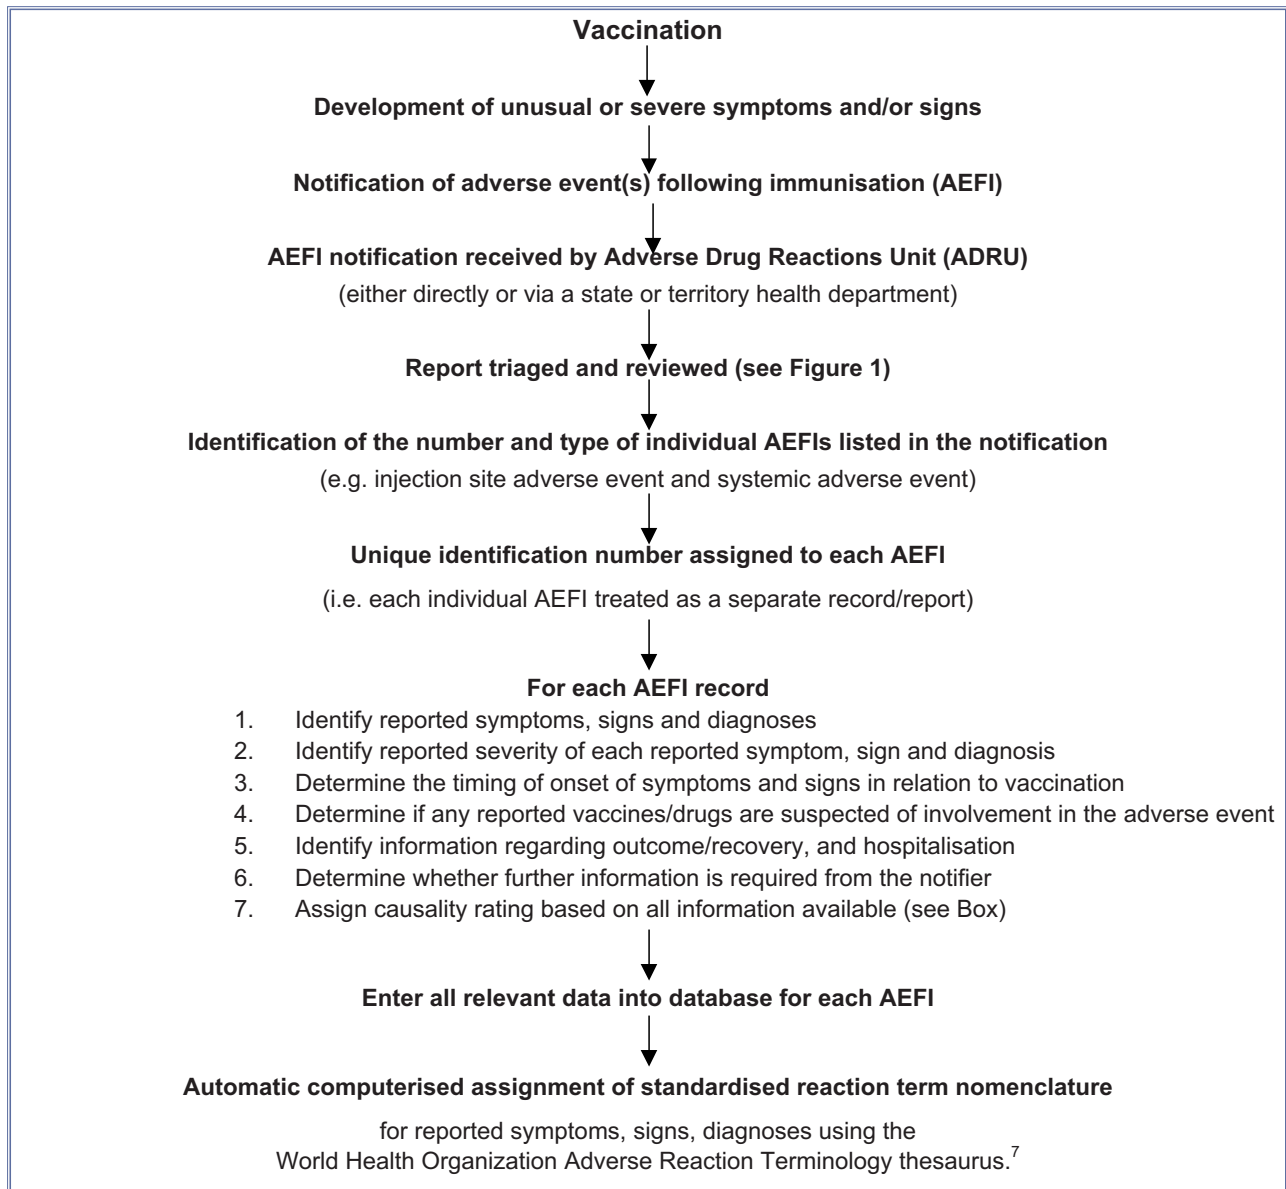 Vaccination
Development of unusual or severe symptoms and/or signs
Notification of adverse event(s) following immunisation (AEFI)
AEFI notification received by Adverse Drug Reactions Unit (ADRU)
(either directly or via a state or territory health department)
Report triaged and reviewed (see Figure 1)
Identification of the number and type of individual AEFIs listed in the notification
(e.g. injection site adverse event and systemic adverse event)
Unique identification number assigned to each AEFI
(i.e. each individual AEFI treated as a separate record/report)
For each AEFI record
1. Identify reported symptoms, signs and diagnoses
2. Identify reported severity of each reported symptom, sign and diagnosis
3. Determine the timing of onset of symptoms and signs in relation to vaccination
4. Determine if any reported vaccines/drugs are suspected of involvement in the adverse event
5. Identify information regarding outcome/recovery, and hospitalisation
6. Determine whether further information is required from the notifier
7. Assign causality rating based on all information available (see Box)
Enter all relevant data into database for each AEFI
Automatic computerised assignment of standardised reaction term nomenclature
for reported symptoms, signs, diagnoses using the
World Health Organization Adverse Reaction Terminology thesaurus.7